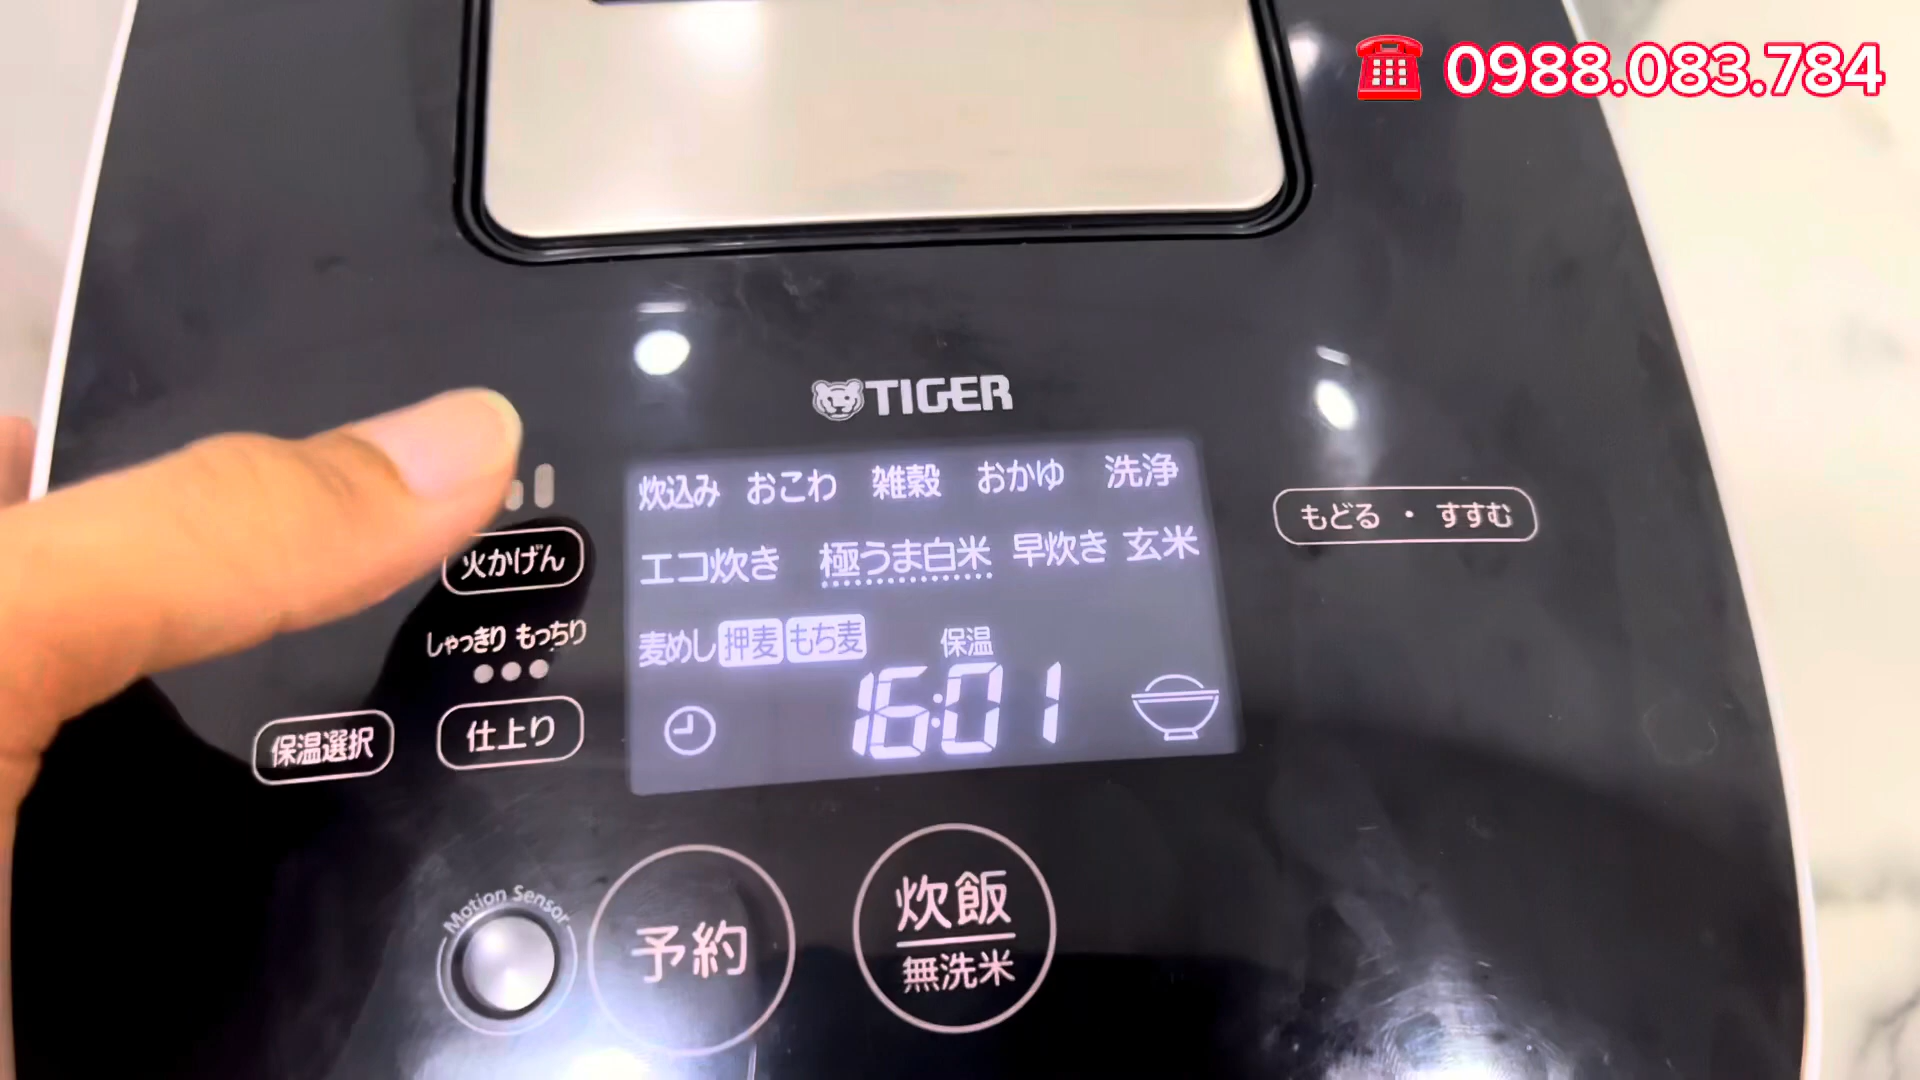 ☎ 0988.083.784
TIGER
炊込み おこわ 雑穀 おかゆ 洗浄
エコ炊き 極うま白米 早炊き 玄米
麦めし 押麦 もち麦 保温
16:01
もどる ・ すすむ
火かげん
しゃっきり もっちり
保温選択 仕上り
Motion Sensor
予約
炊飯
無洗米